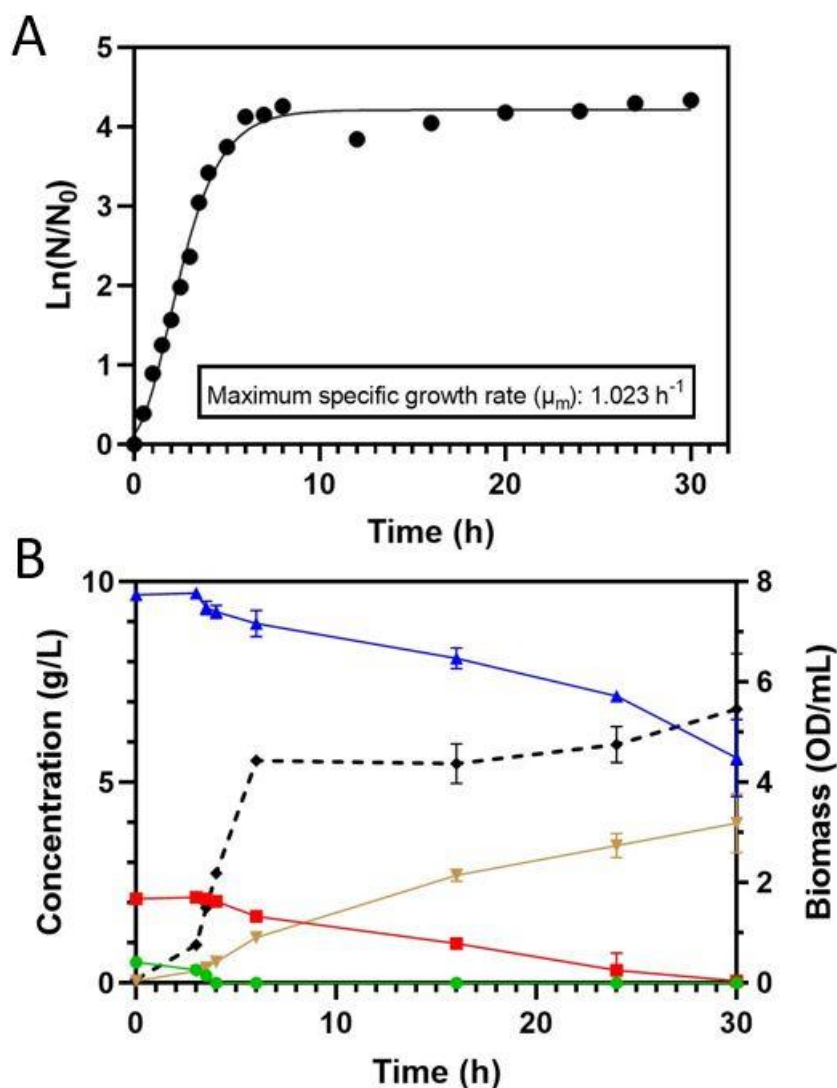 A
5
4
3
2
1
0
Ln(N/N₀)
Maximum specific growth rate (μₘ): 1.023 h⁻¹
0 10 20 30
Time (h)
B
10
5
0
Concentration (g/L)
8
6
4
2
0
Biomass (OD/mL)
0 10 20 30
Time (h)